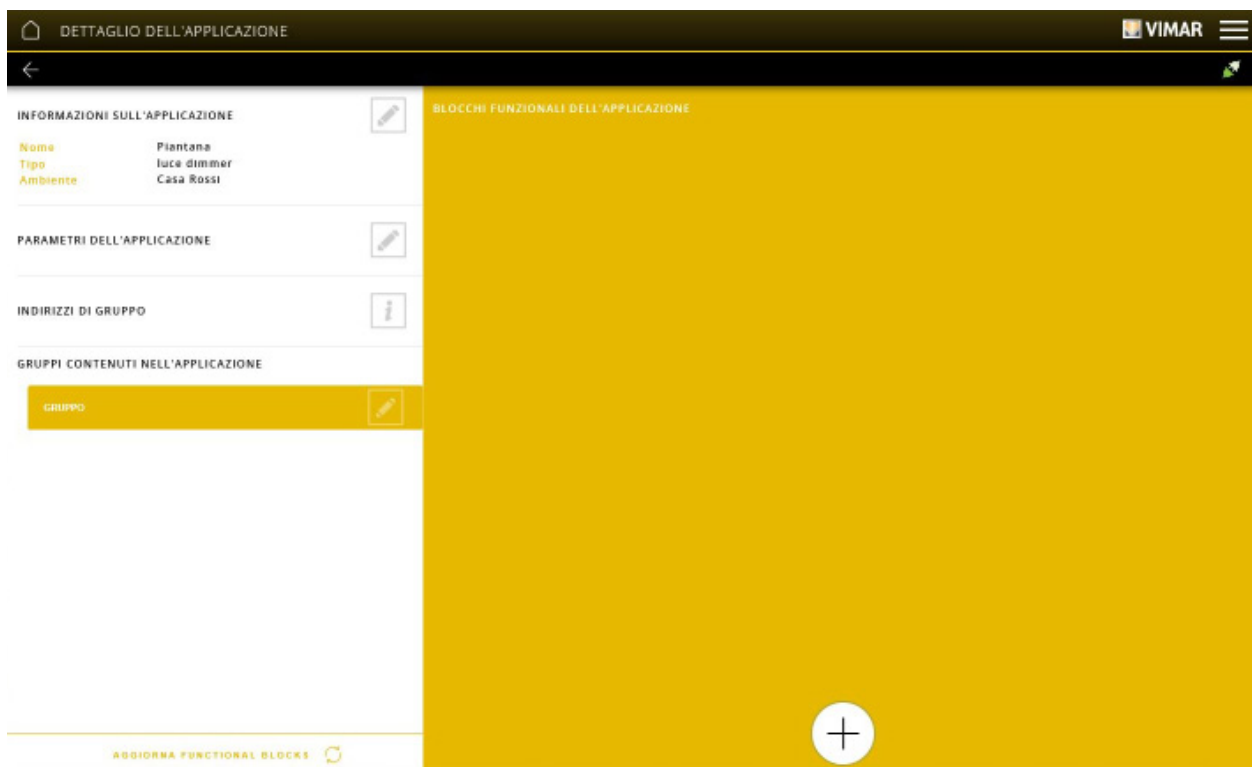 DETTAGLIO DELL'APPLICAZIONE
VIMAR
INFORMAZIONI SULL'APPLICAZIONE
Nome Piantana
Tipo luce dimmer
Ambiente Casa Rossi
PARAMETRI DELL'APPLICAZIONE
INDIRIZZI DI GRUPPO
GRUPPI CONTENUTI NELL'APPLICAZIONE
GRUPPO
AGGIORNA FUNCTIONAL BLOCKS
BLOCCHI FUNZIONALI DELL'APPLICAZIONE